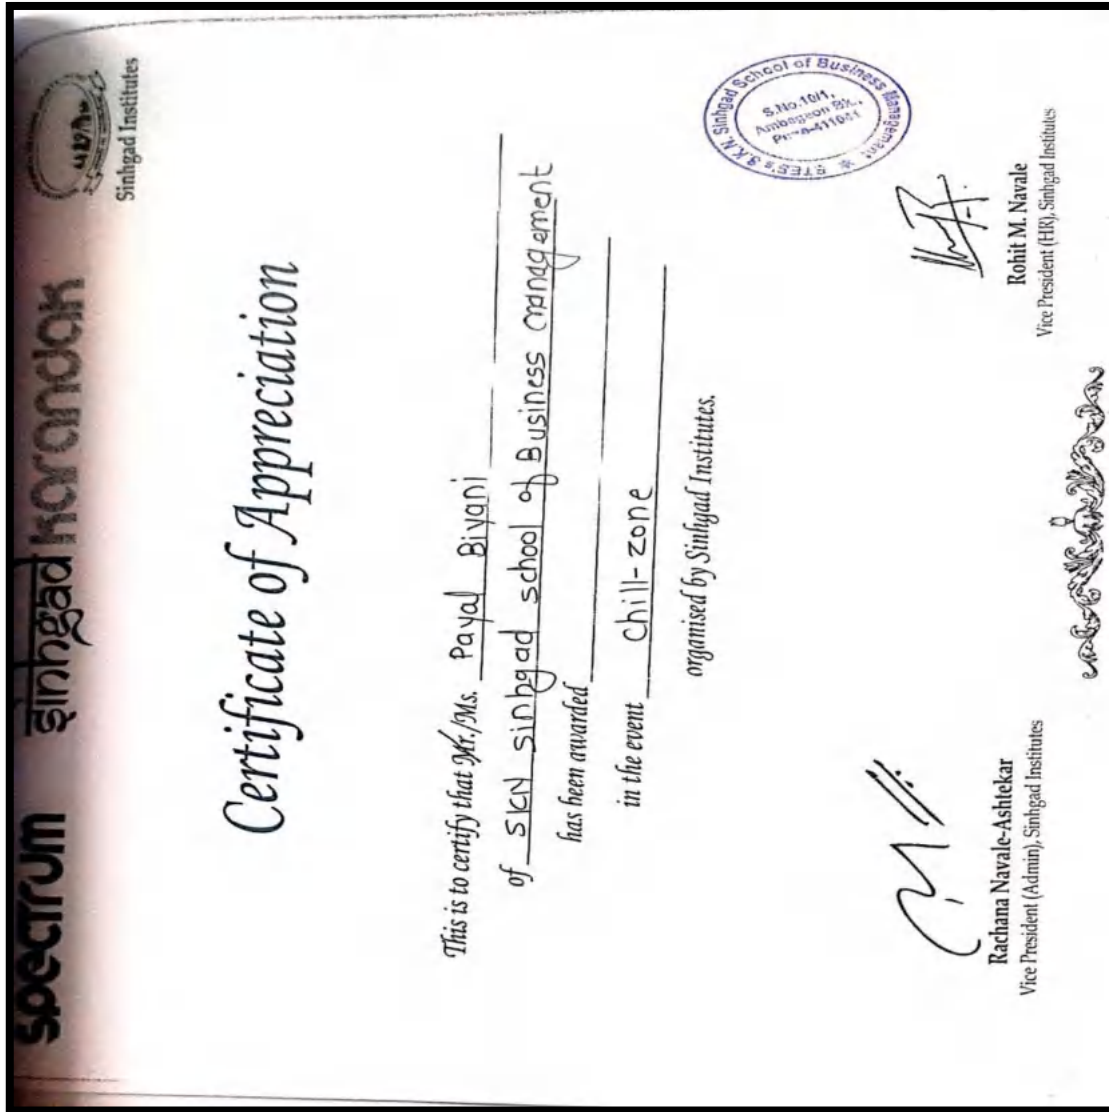 spectrum sinhgad karandak
Sinhgad Institutes
Certificate of Appreciation
This is to certify that Mr./Ms. Payal Biyani
of SKN sinhgad school of Business management
has been awarded
in the event chill-zone
organised by Sinhgad Institutes.
STES's S.K.N. Sinhgad School of Business Management
S.No.10/1,
Ambegaon Bk.,
Pune-411041
Rachana Navale-Ashtekar
Vice President (Admin), Sinhgad Institutes
Rohit M. Navale
Vice President (HR), Sinhgad Institutes